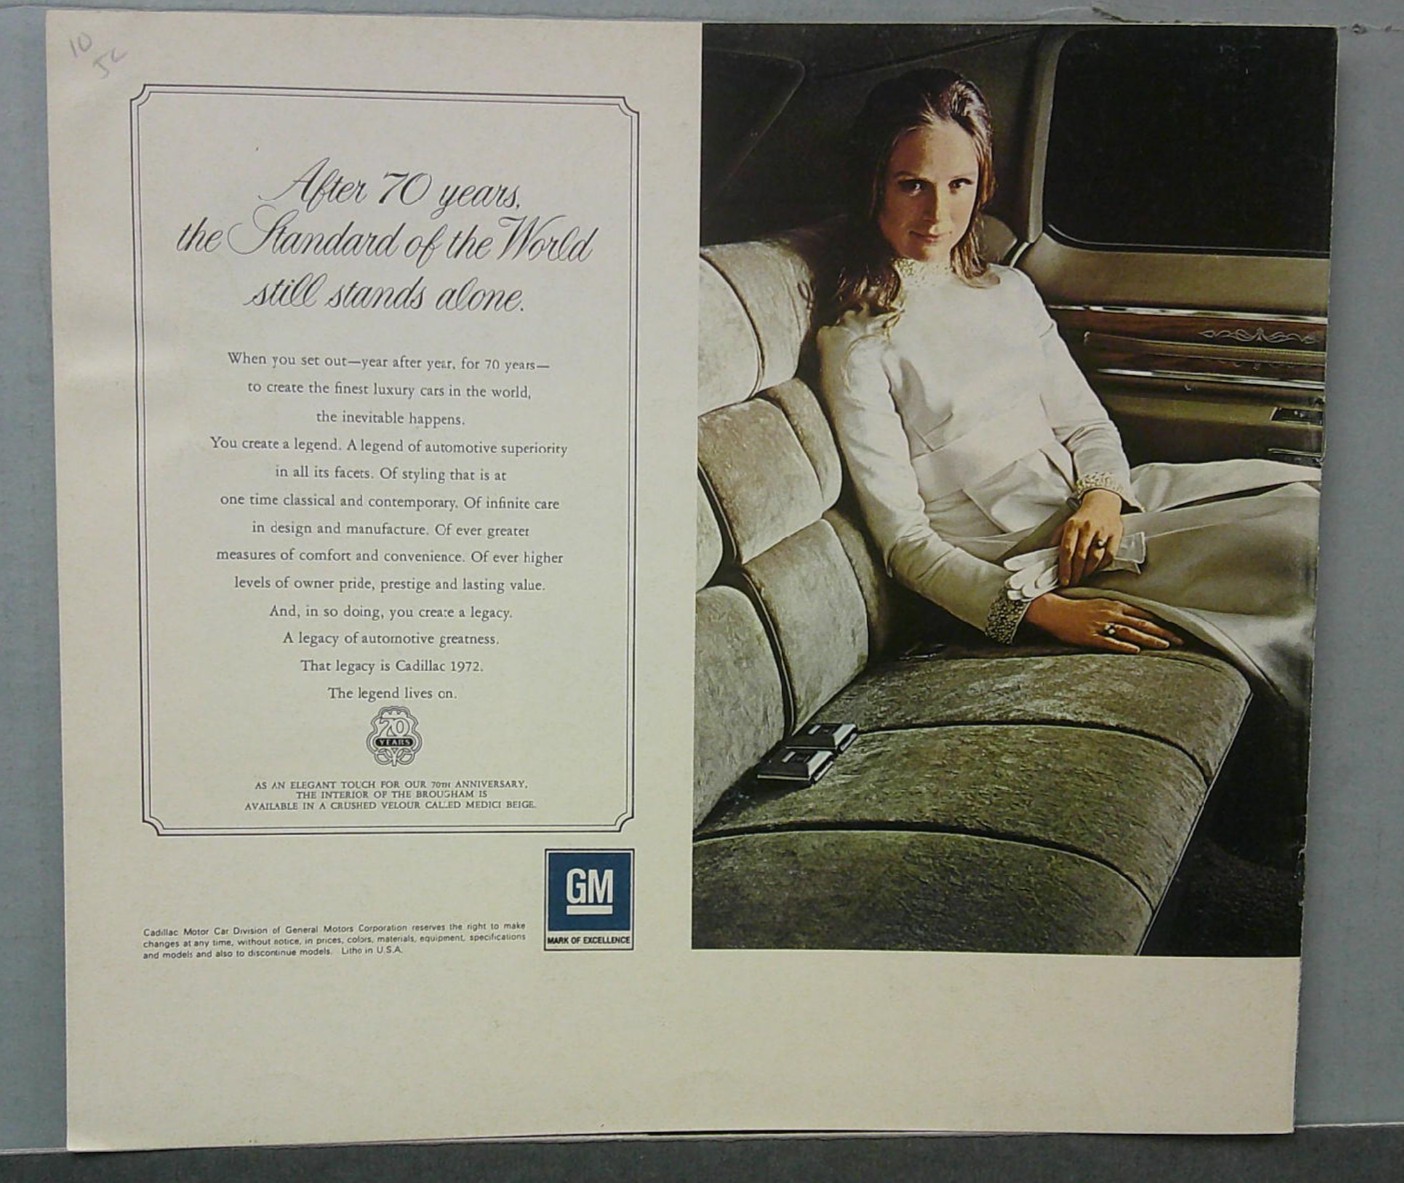 10
After 70 years,
the Standard of the World
still stands alone.
When you set out—year after year, for 70 years—
to create the finest luxury cars in the world,
the inevitable happens.
You create a legend. A legend of automotive superiority
in all its facets. Of styling that is at
one time classical and contemporary. Of infinite care
in design and manufacture. Of ever greater
measures of comfort and convenience. Of ever higher
levels of owner pride, prestige and lasting value.
And, in so doing, you create a legacy.
A legacy of automotive greatness.
That legacy is Cadillac 1972.
The legend lives on.
70
YEARS
AS AN ELEGANT TOUCH FOR OUR 70TH ANNIVERSARY,
THE INTERIOR OF THE BROUGHAM IS
AVAILABLE IN A CRUSHED VELOUR CALLED MEDICI BEIGE.
GM
MARK OF EXCELLENCE
Cadillac Motor Car Division of General Motors Corporation reserves the right to make
changes at any time, without notice, in prices, colors, materials, equipment, specifications
and models and also to discontinue models. Litho in U.S.A.